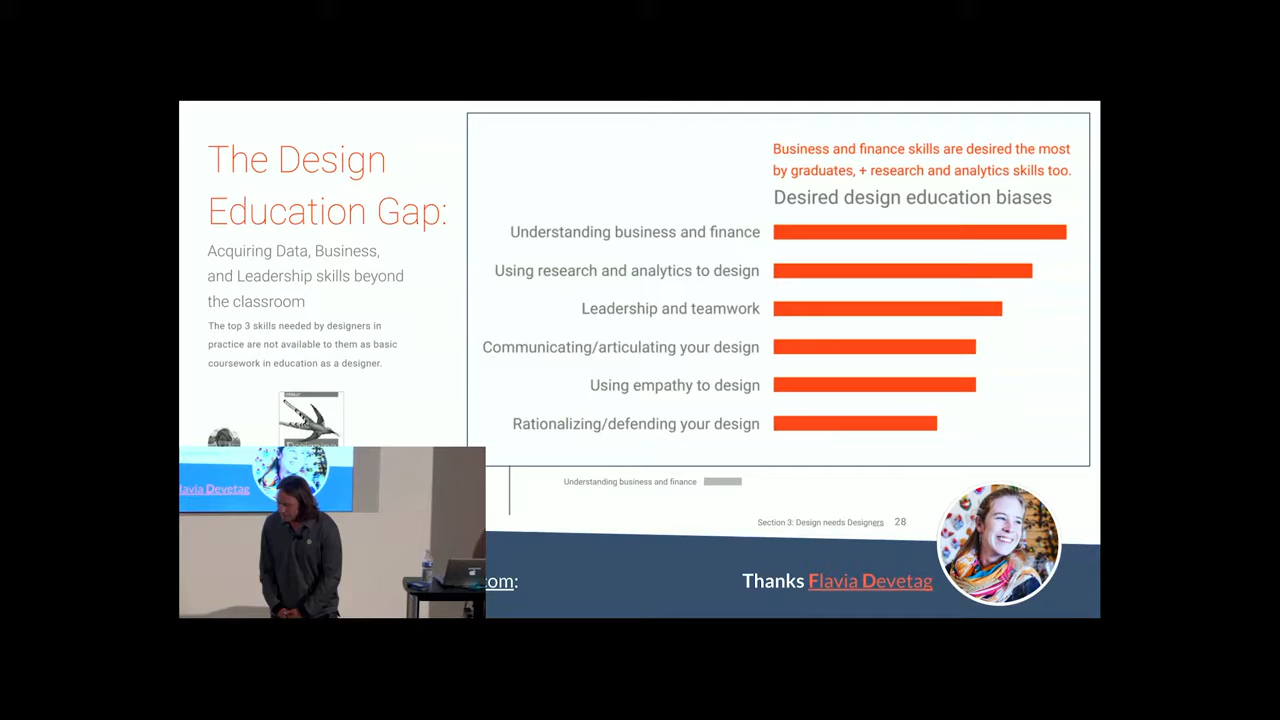 The Design
Education Gap:
Acquiring Data, Business,
and Leadership skills beyond
the classroom
The top 3 skills needed by designers in
practice are not available to them as basic
coursework in education as a designer.
Business and finance skills are desired the most
by graduates, + research and analytics skills too.
Desired design education biases
Understanding business and finance
Using research and analytics to design
Leadership and teamwork
Communicating/articulating your design
Using empathy to design
Rationalizing/defending your design
Understanding business and finance
Section 3: Design needs Designers 28
om:
Thanks Flavia Devetag
lavia Devetag